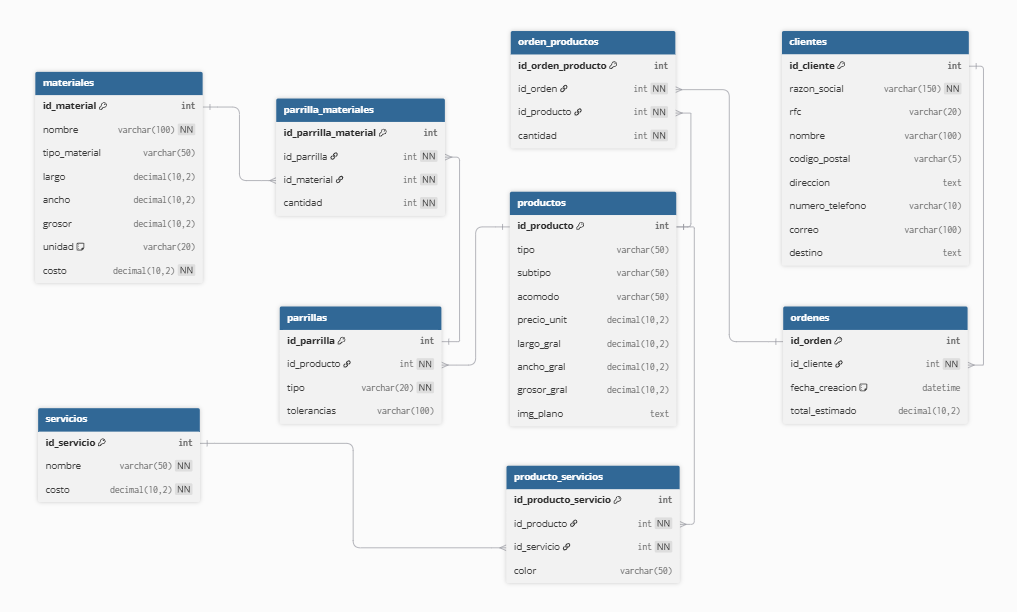 materiales
id_material int
nombre varchar(100) NN
tipo_material varchar(50)
largo decimal(10,2)
ancho decimal(10,2)
grosor decimal(10,2)
unidad varchar(20)
costo decimal(10,2) NN
parrilla_materiales
id_parrilla_material int
id_parrilla int NN
id_material int NN
cantidad int NN
orden_productos
id_orden_producto int
id_orden int NN
id_producto int NN
cantidad int NN
clientes
id_cliente int
razon_social varchar(150) NN
rfc varchar(20)
nombre varchar(100)
codigo_postal varchar(5)
direccion text
numero_telefono varchar(10)
correo varchar(100)
destino text
productos
id_producto int
tipo varchar(50)
subtipo varchar(50)
acomodo varchar(50)
precio_unit decimal(10,2)
largo_gral decimal(10,2)
ancho_gral decimal(10,2)
grosor_gral decimal(10,2)
img_plano text
parrillas
id_parrilla int
id_producto int NN
tipo varchar(20) NN
tolerancias varchar(100)
ordenes
id_orden int
id_cliente int NN
fecha_creacion datetime
total_estimado decimal(10,2)
servicios
id_servicio int
nombre varchar(50) NN
costo decimal(10,2) NN
producto_servicios
id_producto_servicio int
id_producto int NN
id_servicio int NN
color varchar(50)